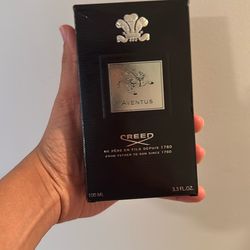 AVENTUS
CREED
DE PÈRE EN FILS DEPUIS 1760
FROM FATHER TO SON SINCE 1760
100 ML 3.3 FL.OZ.